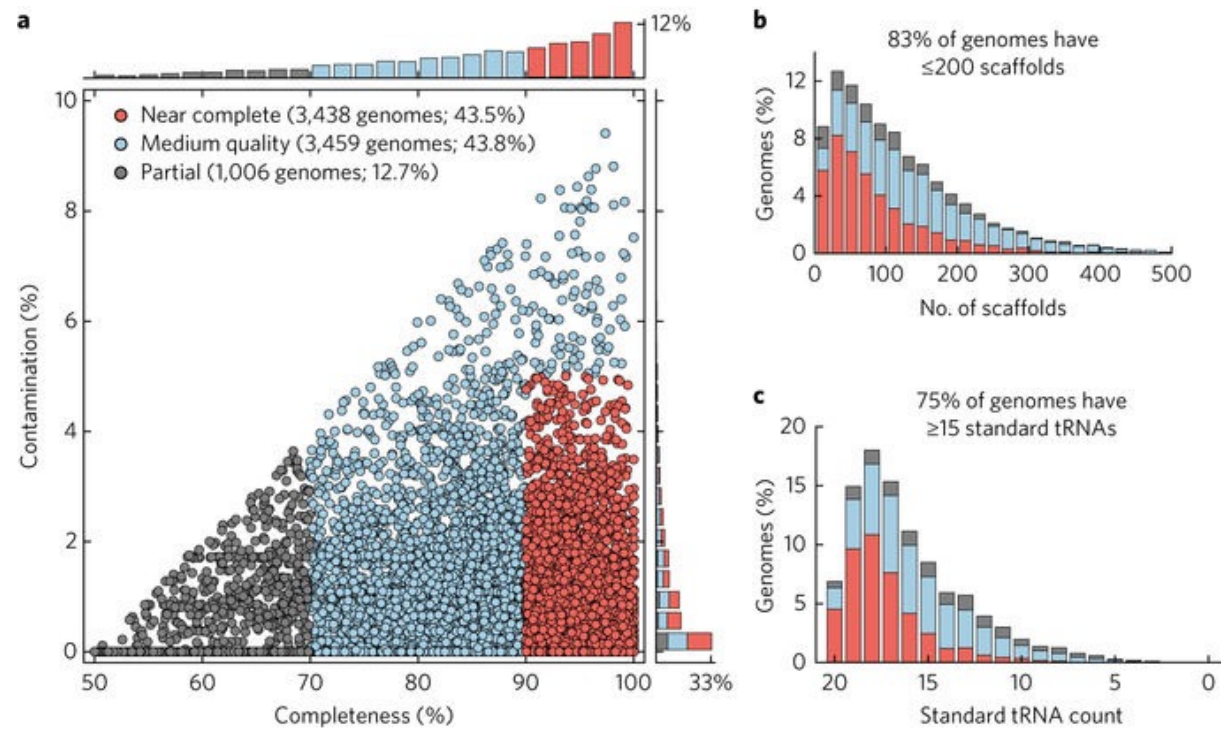 a
12%
10
8
6
4
2
0
Contamination (%)
Near complete (3,438 genomes; 43.5%)
Medium quality (3,459 genomes; 43.8%)
Partial (1,006 genomes; 12.7%)
50 60 70 80 90 100
Completeness (%)
33%
b
83% of genomes have
≤200 scaffolds
12
8
4
0
Genomes (%)
0 100 200 300 400 500
No. of scaffolds
c
75% of genomes have
≥15 standard tRNAs
20
15
10
5
0
Genomes (%)
20 15 10 5 0
Standard tRNA count